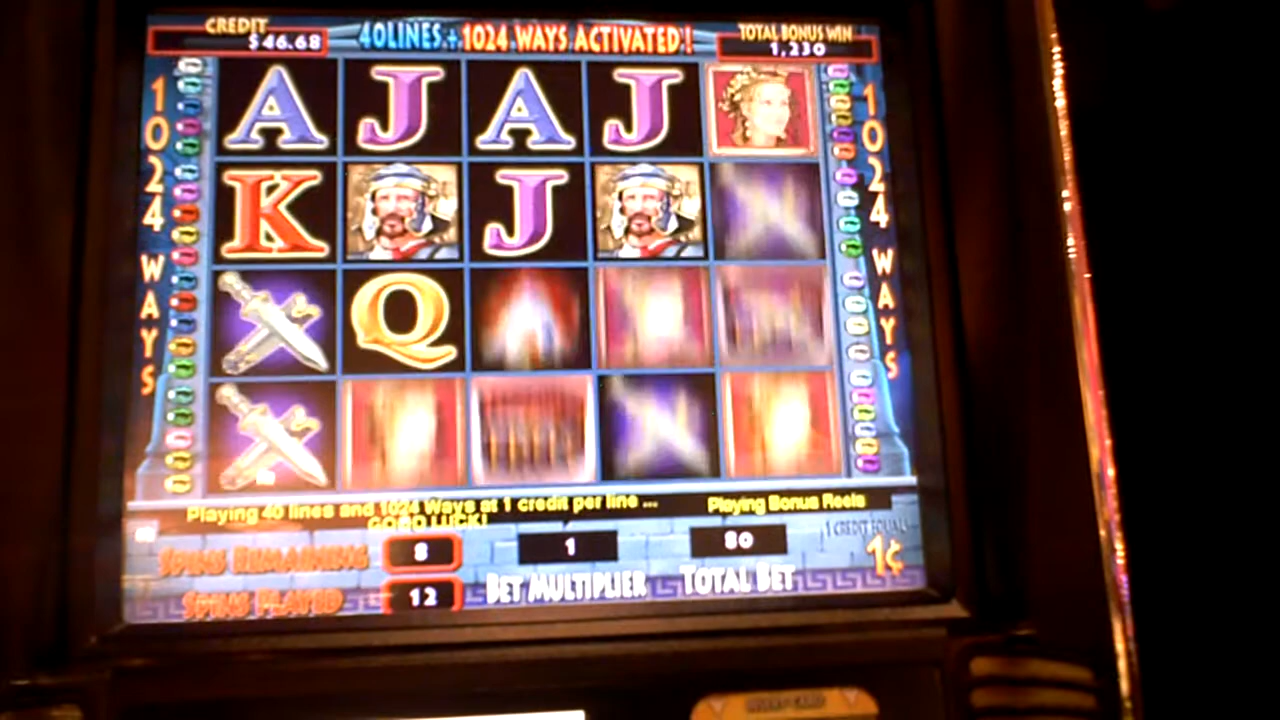 CREDIT
$46.68
40LINES + 1024 WAYS ACTIVATED!
TOTAL BONUS WIN
1,230
1024 WAYS
1024 WAYS
A J A J
K J
Q
Playing 40 lines and 1024 Ways at 1 credit per line ...
GOOD LUCK!
Playing Bonus Reels
SPINS REMAINING 8
SPINS PLAYED 12
1
BET MULTIPLIER
80
TOTAL BET
1 CREDIT EQUALS
1¢
INSERT CARD